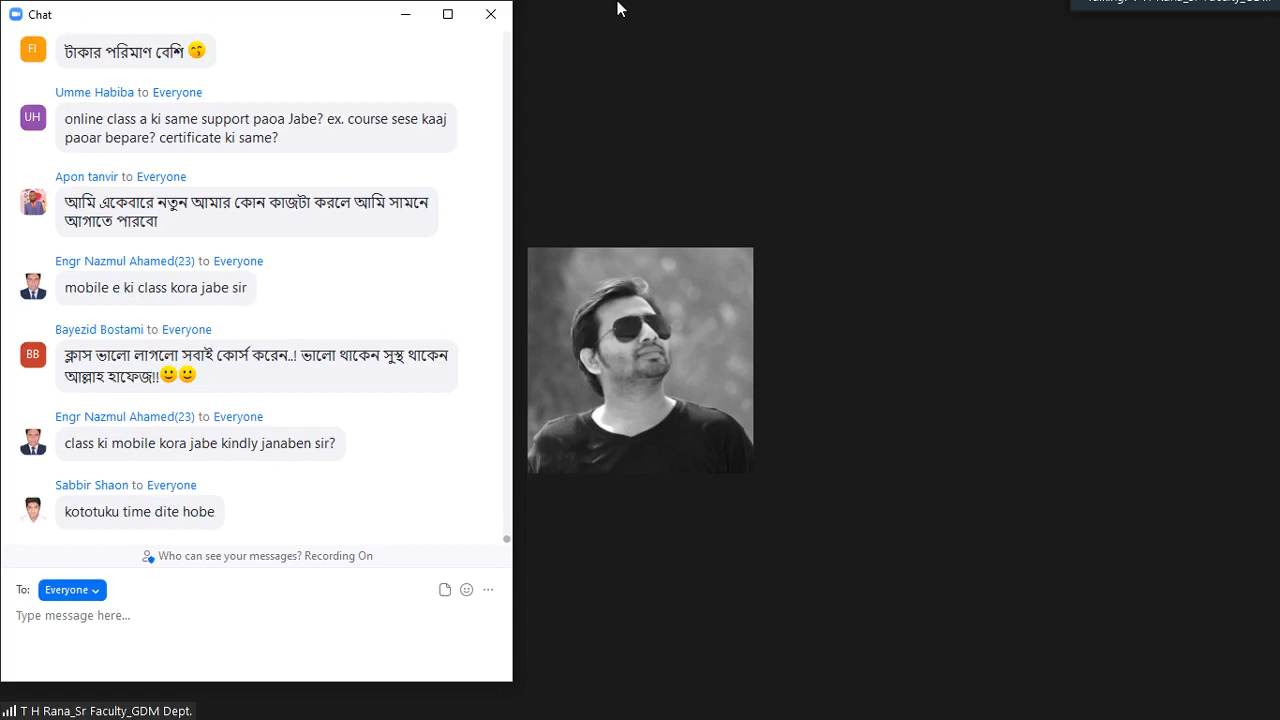 Chat
FI
টাকার পরিমাণ বেশি
Umme Habiba to Everyone
UH
online class a ki same support paoa Jabe? ex. course sese kaaj
paoar bepare? certificate ki same?
Apon tanvir to Everyone
আমি একেবারে নতুন আমার কোন কাজটা করলে আমি সামনে
আগাতে পারবো
Engr Nazmul Ahamed(23) to Everyone
mobile e ki class kora jabe sir
Bayezid Bostami to Everyone
BB
ক্লাস ভালো লাগলো সবাই কোর্স করেন..! ভালো থাকেন সুস্থ থাকেন
আল্লাহ হাফেজ!!
Engr Nazmul Ahamed(23) to Everyone
class ki mobile kora jabe kindly janaben sir?
Sabbir Shaon to Everyone
kototuku time dite hobe
Who can see your messages? Recording On
To: Everyone
Type message here...
T H Rana_Sr Faculty_GDM Dept.